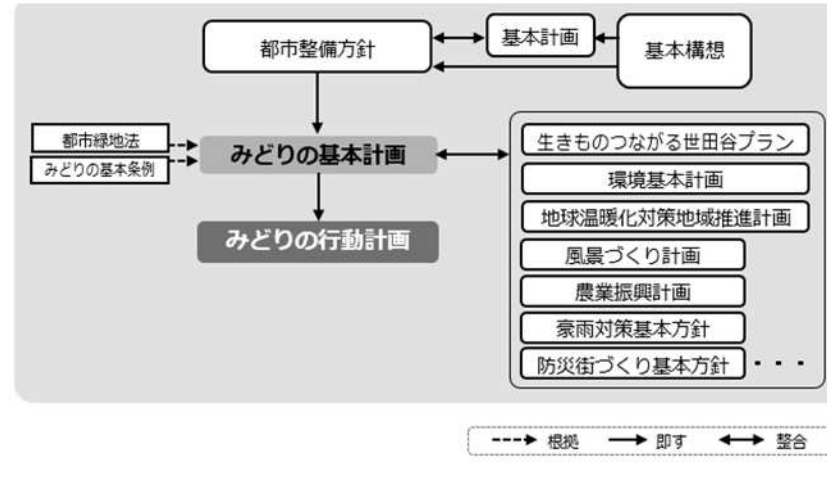 都市整備方針
基本計画
基本構想
都市緑地法
みどりの基本条例
みどりの基本計画
みどりの行動計画
生きものつながる世田谷プラン
環境基本計画
地球温暖化対策地域推進計画
風景づくり計画
農業振興計画
豪雨対策基本方針
防災街づくり基本方針 ・・・
根拠 即す 整合